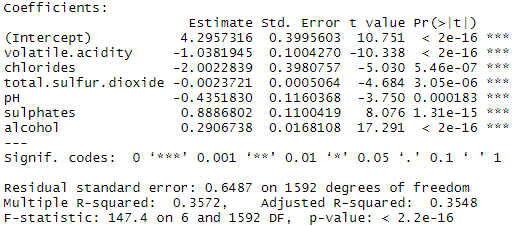 Coefficients:
Estimate Std. Error t value Pr(>|t|)
(Intercept) 4.2957316 0.3995603 10.751 < 2e-16 ***
volatile.acidity -1.0381945 0.1004270 -10.338 < 2e-16 ***
chlorides -2.0022839 0.3980757 -5.030 5.46e-07 ***
total.sulfur.dioxide -0.0023721 0.0005064 -4.684 3.05e-06 ***
pH -0.4351830 0.1160368 -3.750 0.000183 ***
sulphates 0.8886802 0.1100419 8.076 1.31e-15 ***
alcohol 0.2906738 0.0168108 17.291 < 2e-16 ***
---
Signif. codes: 0 ‘***’ 0.001 ‘**’ 0.01 ‘*’ 0.05 ‘.’ 0.1 ‘ ’ 1
Residual standard error: 0.6487 on 1592 degrees of freedom
Multiple R-squared: 0.3572, Adjusted R-squared: 0.3548
F-statistic: 147.4 on 6 and 1592 DF, p-value: < 2.2e-16